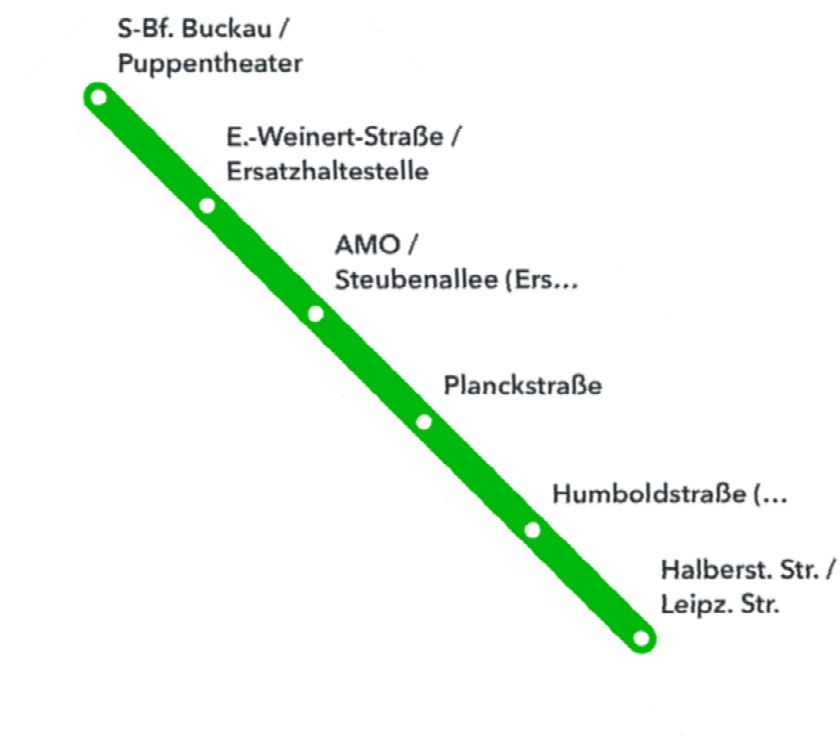 S-Bf. Buckau /
Puppentheater
E.-Weinert-Straße /
Ersatzhaltestelle
AMO /
Steubenallee (Ers...
Planckstraße
Humboldstraße (...
Halberst. Str. /
Leipz. Str.